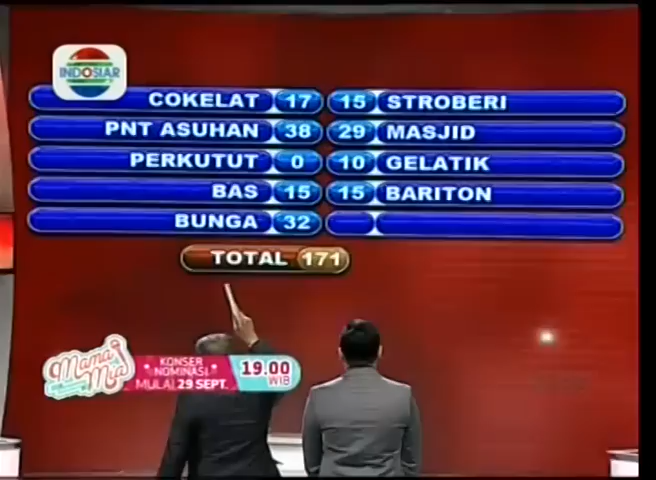 INDOSIAR
COKELAT 17 15 STROBERI
PNT ASUHAN 38 29 MASJID
PERKUTUT 0 10 GELATIK
BAS 15 15 BARITON
BUNGA 32
TOTAL 171
Mama Mia
KONSER NOMINASI
MULAI 29 SEPT.
19.00 WIB